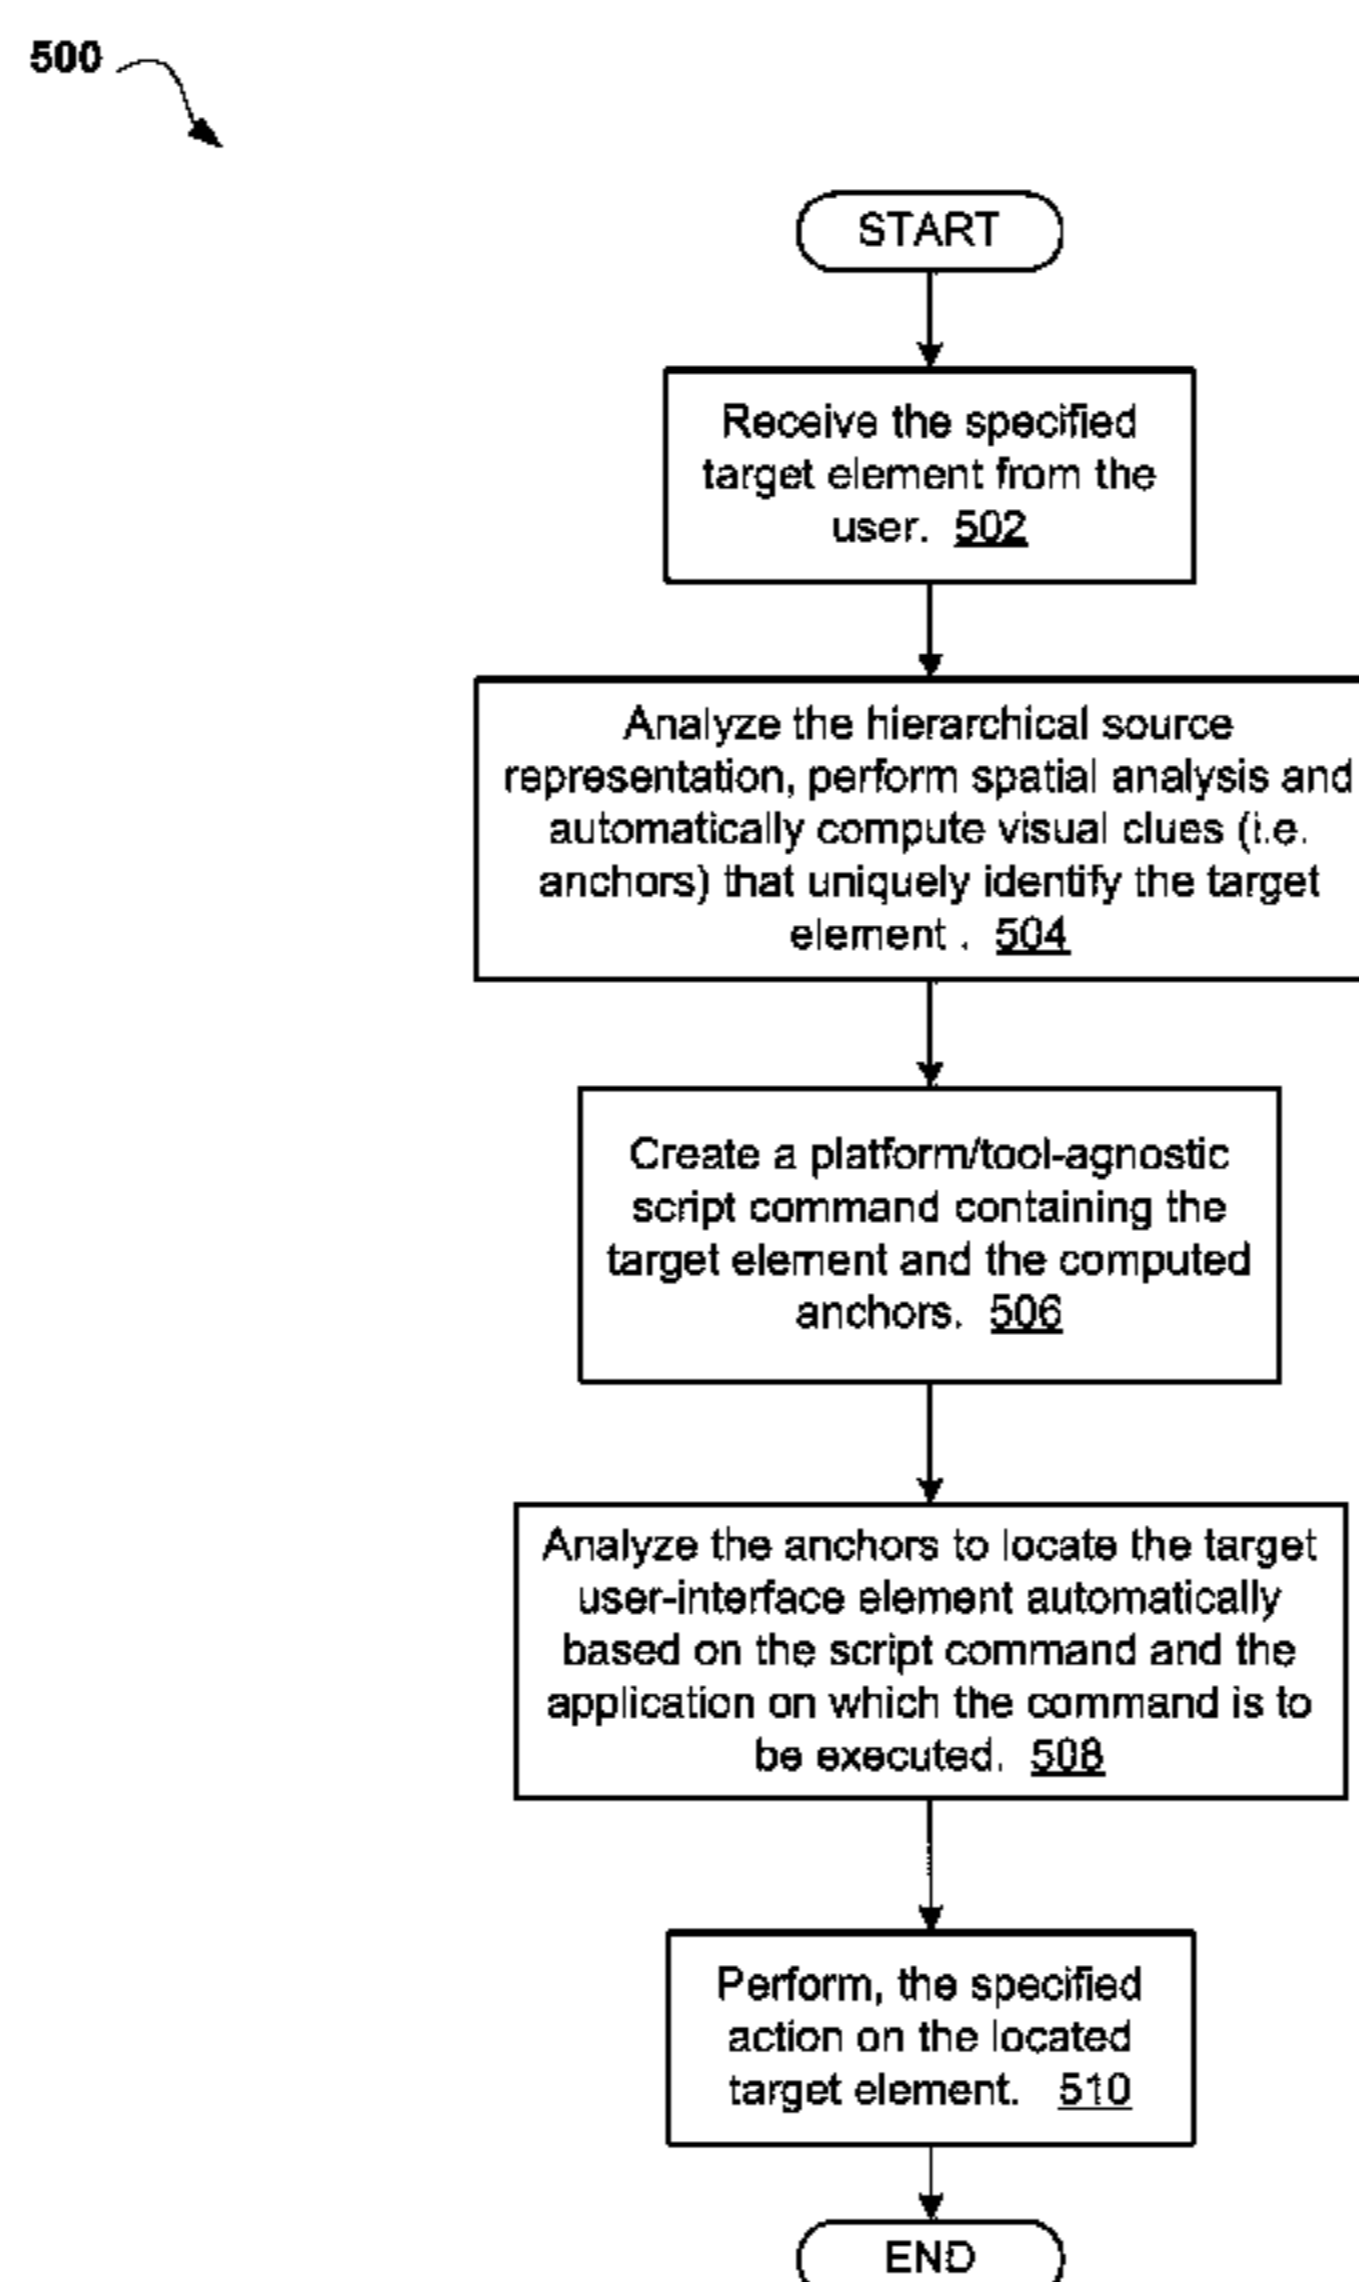 500
START
Receive the specified
target element from the
user. 502
Analyze the hierarchical source
representation, perform spatial analysis and
automatically compute visual clues (i.e.
anchors) that uniquely identify the target
element . 504
Create a platform/tool-agnostic
script command containing the
target element and the computed
anchors. 506
Analyze the anchors to locate the target
user-interface element automatically
based on the script command and the
application on which the command is to
be executed. 508
Perform, the specified
action on the located
target element. 510
END